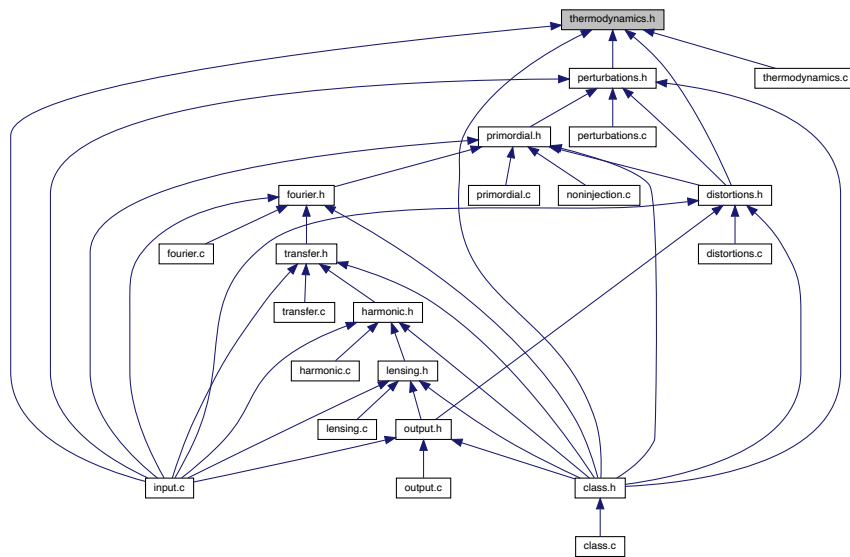 thermodynamics.h
perturbations.h
thermodynamics.c
primordial.h
perturbations.c
fourier.h
primordial.c
noninjection.c
distortions.h
fourier.c
transfer.h
distortions.c
transfer.c
harmonic.h
harmonic.c
lensing.h
lensing.c
output.h
input.c
output.c
class.h
class.c